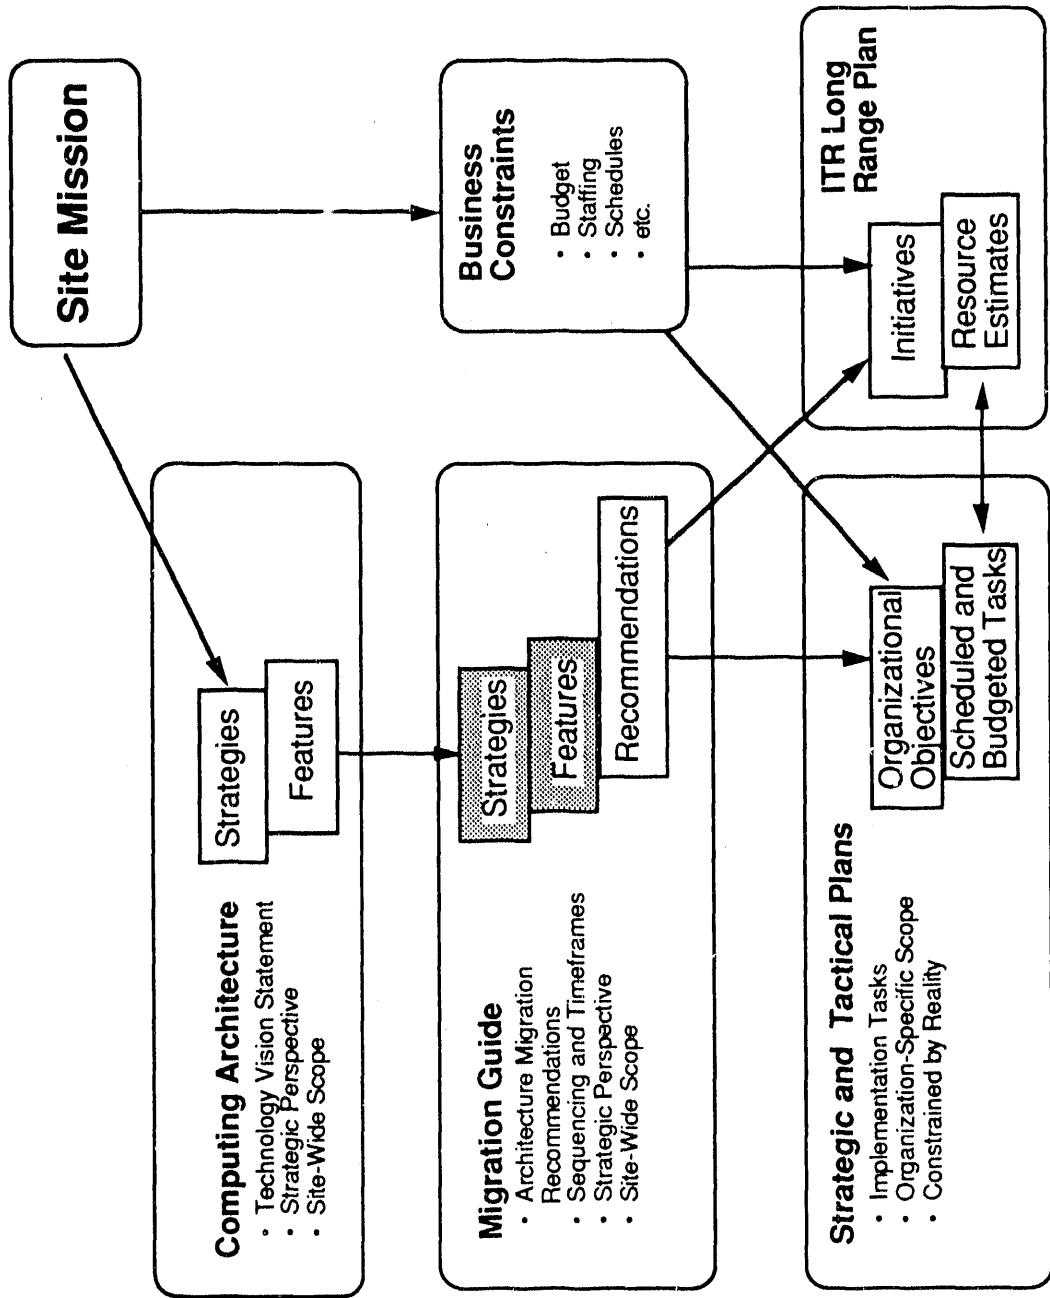 Site Mission
Computing Architecture
· Technology Vision Statement
· Strategic Perspective
· Site-Wide Scope
Strategies
Features
Business
Constraints
· Budget
· Staffing
· Schedules
· etc.
Migration Guide
· Architecture Migration
Recommendations
· Sequencing and Timeframes
· Strategic Perspective
· Site-Wide Scope
Strategies
Features
Recommendations
Strategic and Tactical Plans
· Implementation Tasks
· Organization-Specific Scope
· Constrained by Reality
Organizational
Objectives
Scheduled and
Budgeted Tasks
ITR Long
Range Plan
Initiatives
Resource
Estimates